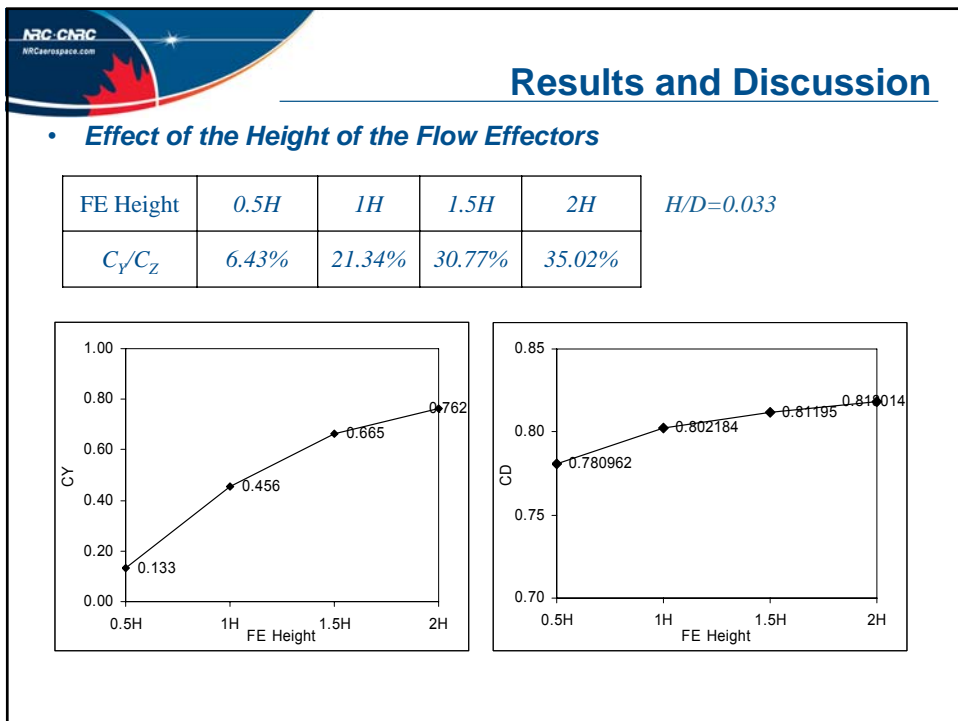 NRC·CNRC
NRCaerospace.com
Results and Discussion
• Effect of the Height of the Flow Effectors
FE Height 0.5H 1H 1.5H 2H H/D=0.033
CY/CZ 6.43% 21.34% 30.77% 35.02%
1.00
0.80
0.60
0.40
0.20
0.00
CY
0.762
0.665
0.456
0.133
0.5H 1H 1.5H 2H
FE Height
0.85
0.80
0.75
0.70
CD
0.818014
0.81195
0.802184
0.780962
0.5H 1H 1.5H 2H
FE Height